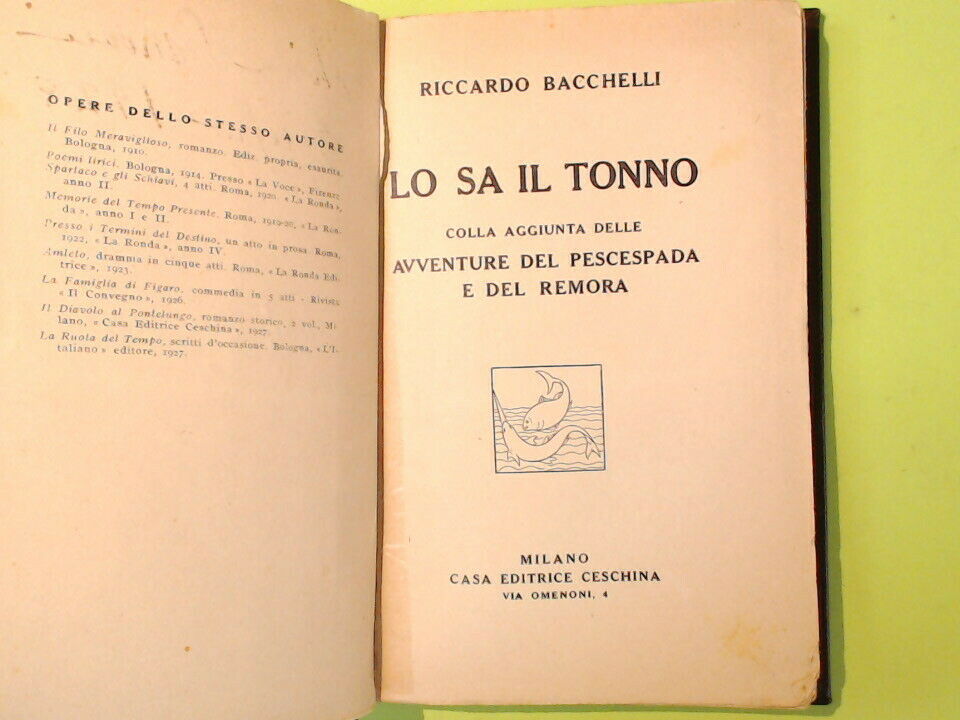 OPERE DELLO STESSO AUTORE
Il Filo Meraviglioso, romanzo. Ediz. propria, esaurita,
Bologna, 1910.
Poemi lirici. Bologna, 1914. Presso « La Voce », Firenze
Spartaco e gli Schiavi, 4 atti. Roma, 1920. « La Ronda »,
anno II.
Memorie del Tempo Presente. Roma, 1919-20, « La Ron-
da », anno I e II.
Presso i Termini del Destino, un atto in prosa. Roma,
1922, « La Ronda », anno IV.
Amleto, dramma in cinque atti. Roma, « La Ronda Edi-
trice », 1923.
La Famiglia di Figaro, commedia in 5 atti - Rivista
« Il Convegno », 1926.
Il Diavolo al Pontelungo, romanzo storico, 2 vol., Mi-
lano, « Casa Editrice Ceschina », 1927.
La Ruota del Tempo, scritti d'occasione. Bologna, « L'I-
taliano » editore, 1927.
RICCARDO BACCHELLI
LO SA IL TONNO
COLLA AGGIUNTA DELLE
AVVENTURE DEL PESCESPADA
E DEL REMORA
MILANO
CASA EDITRICE CESCHINA
VIA OMENONI, 4